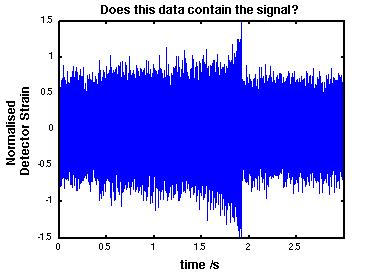 Does this data contain the signal?
1.5
1
0.5
0
-0.5
-1
-1.5
Normalised
Detector Strain
0 0.5 1 1.5 2 2.5
time /s